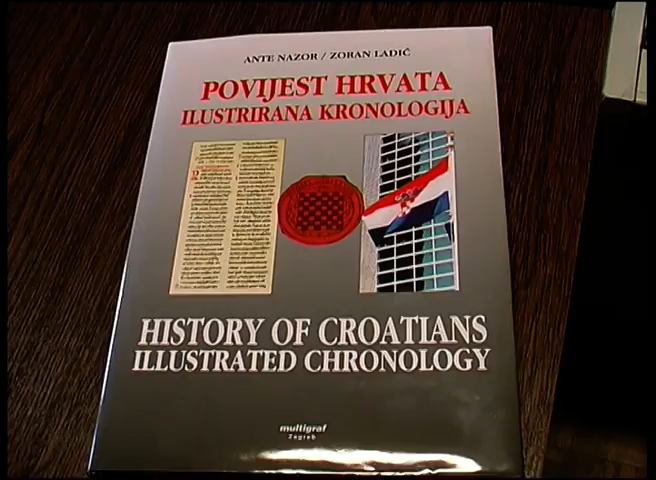 ANTE NAZOR / ZORAN LADIĆ
POVIJEST HRVATA
ILUSTRIRANA KRONOLOGIJA
HISTORY OF CROATIANS
ILLUSTRATED CHRONOLOGY
multigraf
Zagreb